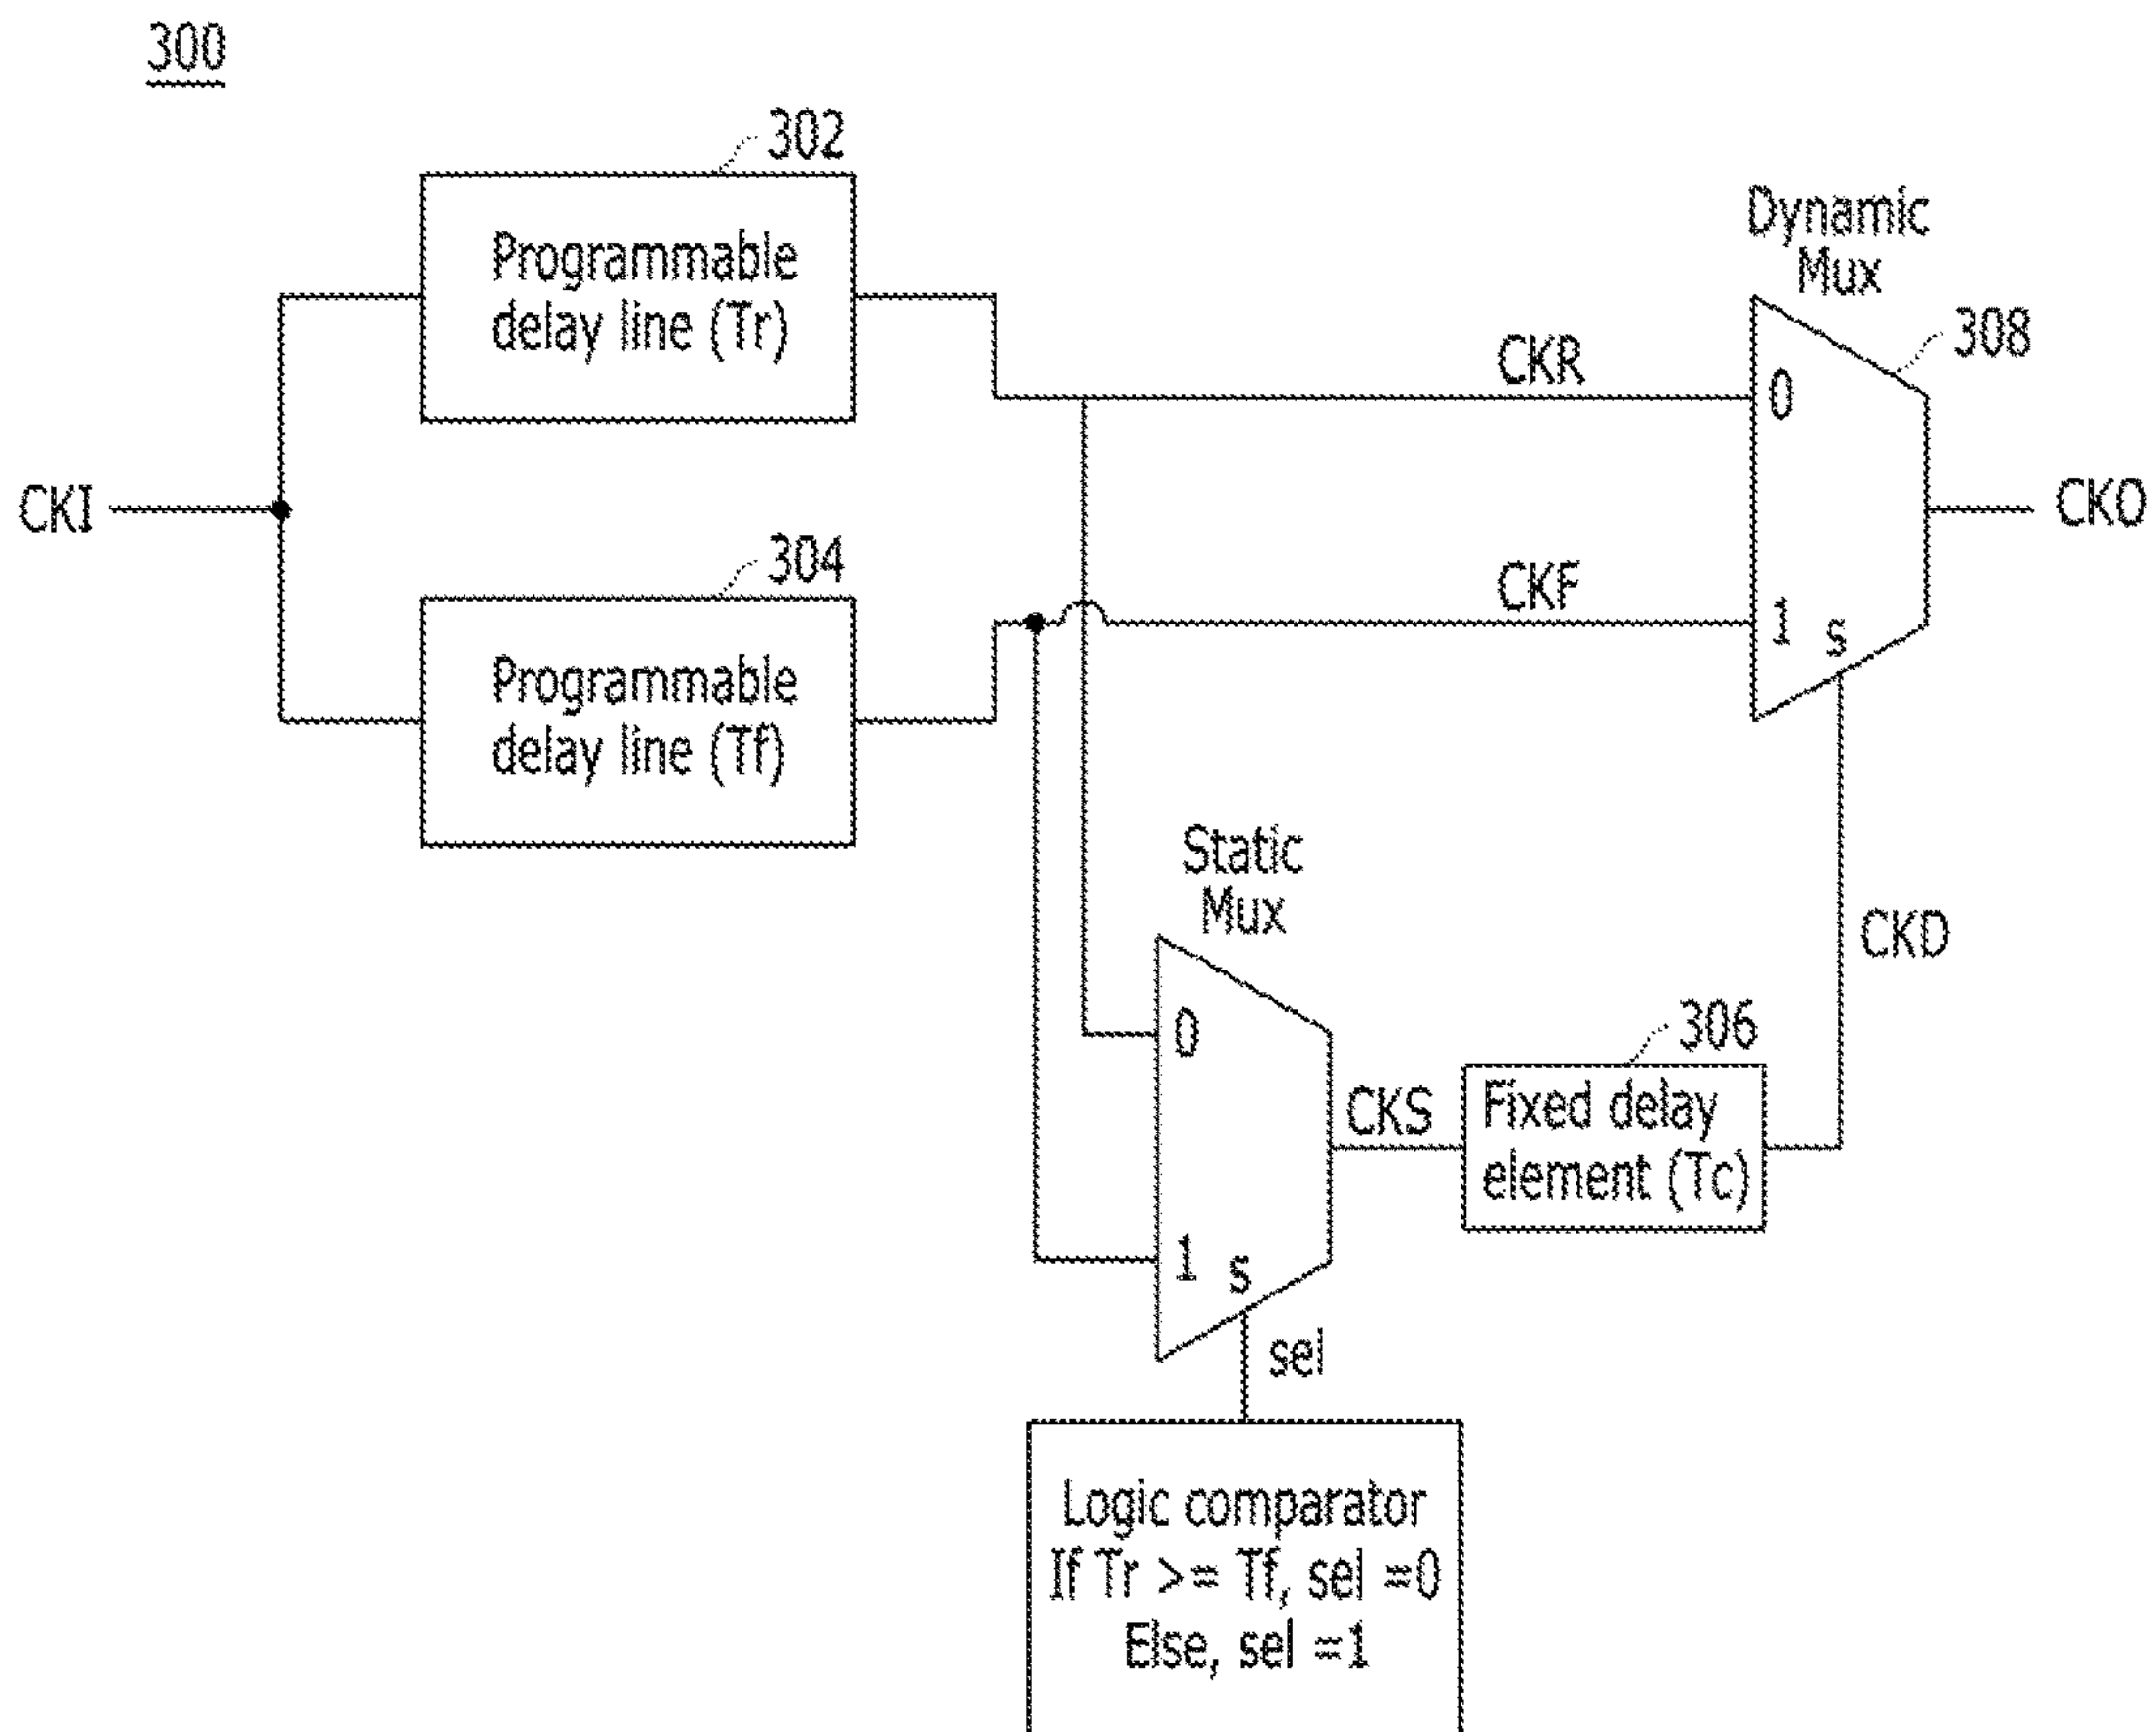 300
302
Programmable
delay line (Tr)
Dynamic
Mux
308
CKR
0
CKI
CKO
304
CKF
1
s
Programmable
delay line (Tf)
Static
Mux
CKD
0
306
CKS
Fixed delay
element (Tc)
1
s
sel
Logic comparator
If Tr >= Tf, sel =0
Else, sel =1